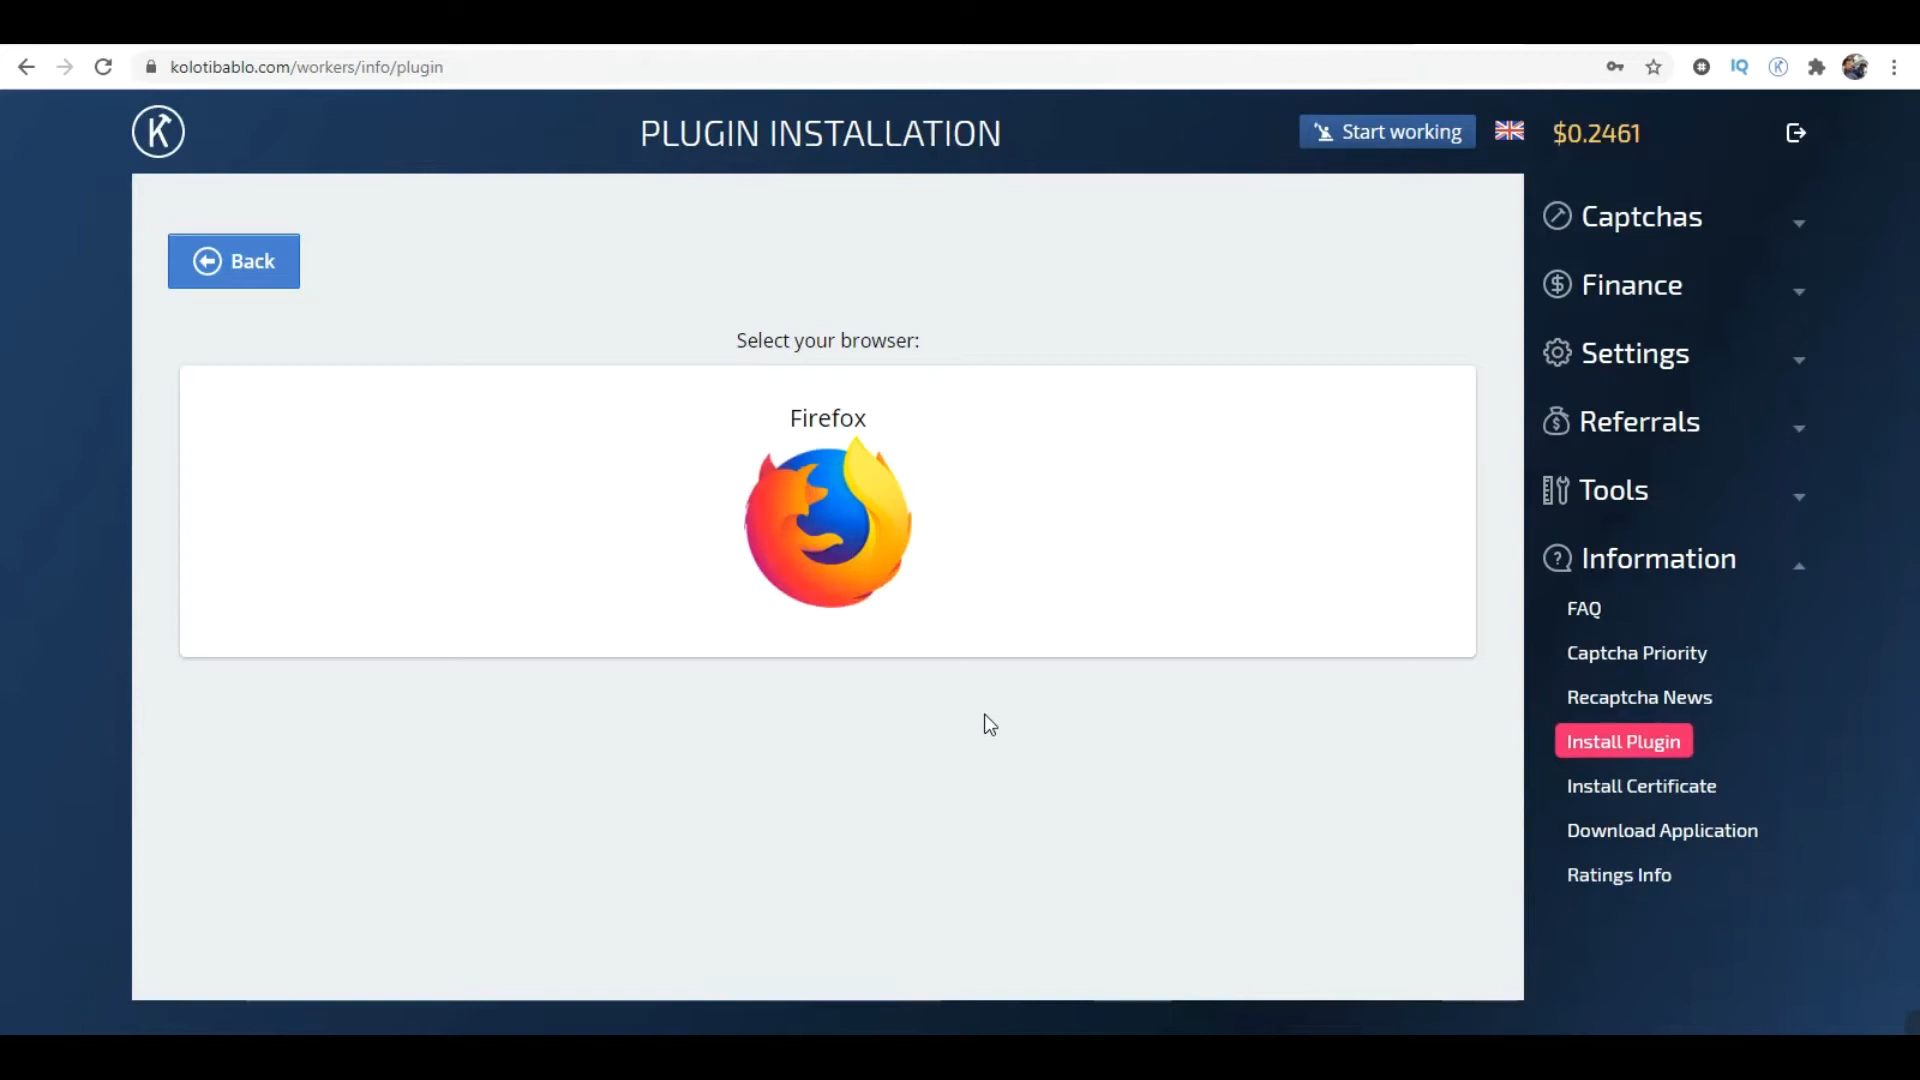 kolotibablo.com/workers/info/plugin
IQ
K
K
PLUGIN INSTALLATION
Start working
$0.2461
Back
Select your browser:
Firefox
Captchas
Finance
Settings
Referrals
Tools
Information
FAQ
Captcha Priority
Recaptcha News
Install Plugin
Install Certificate
Download Application
Ratings Info